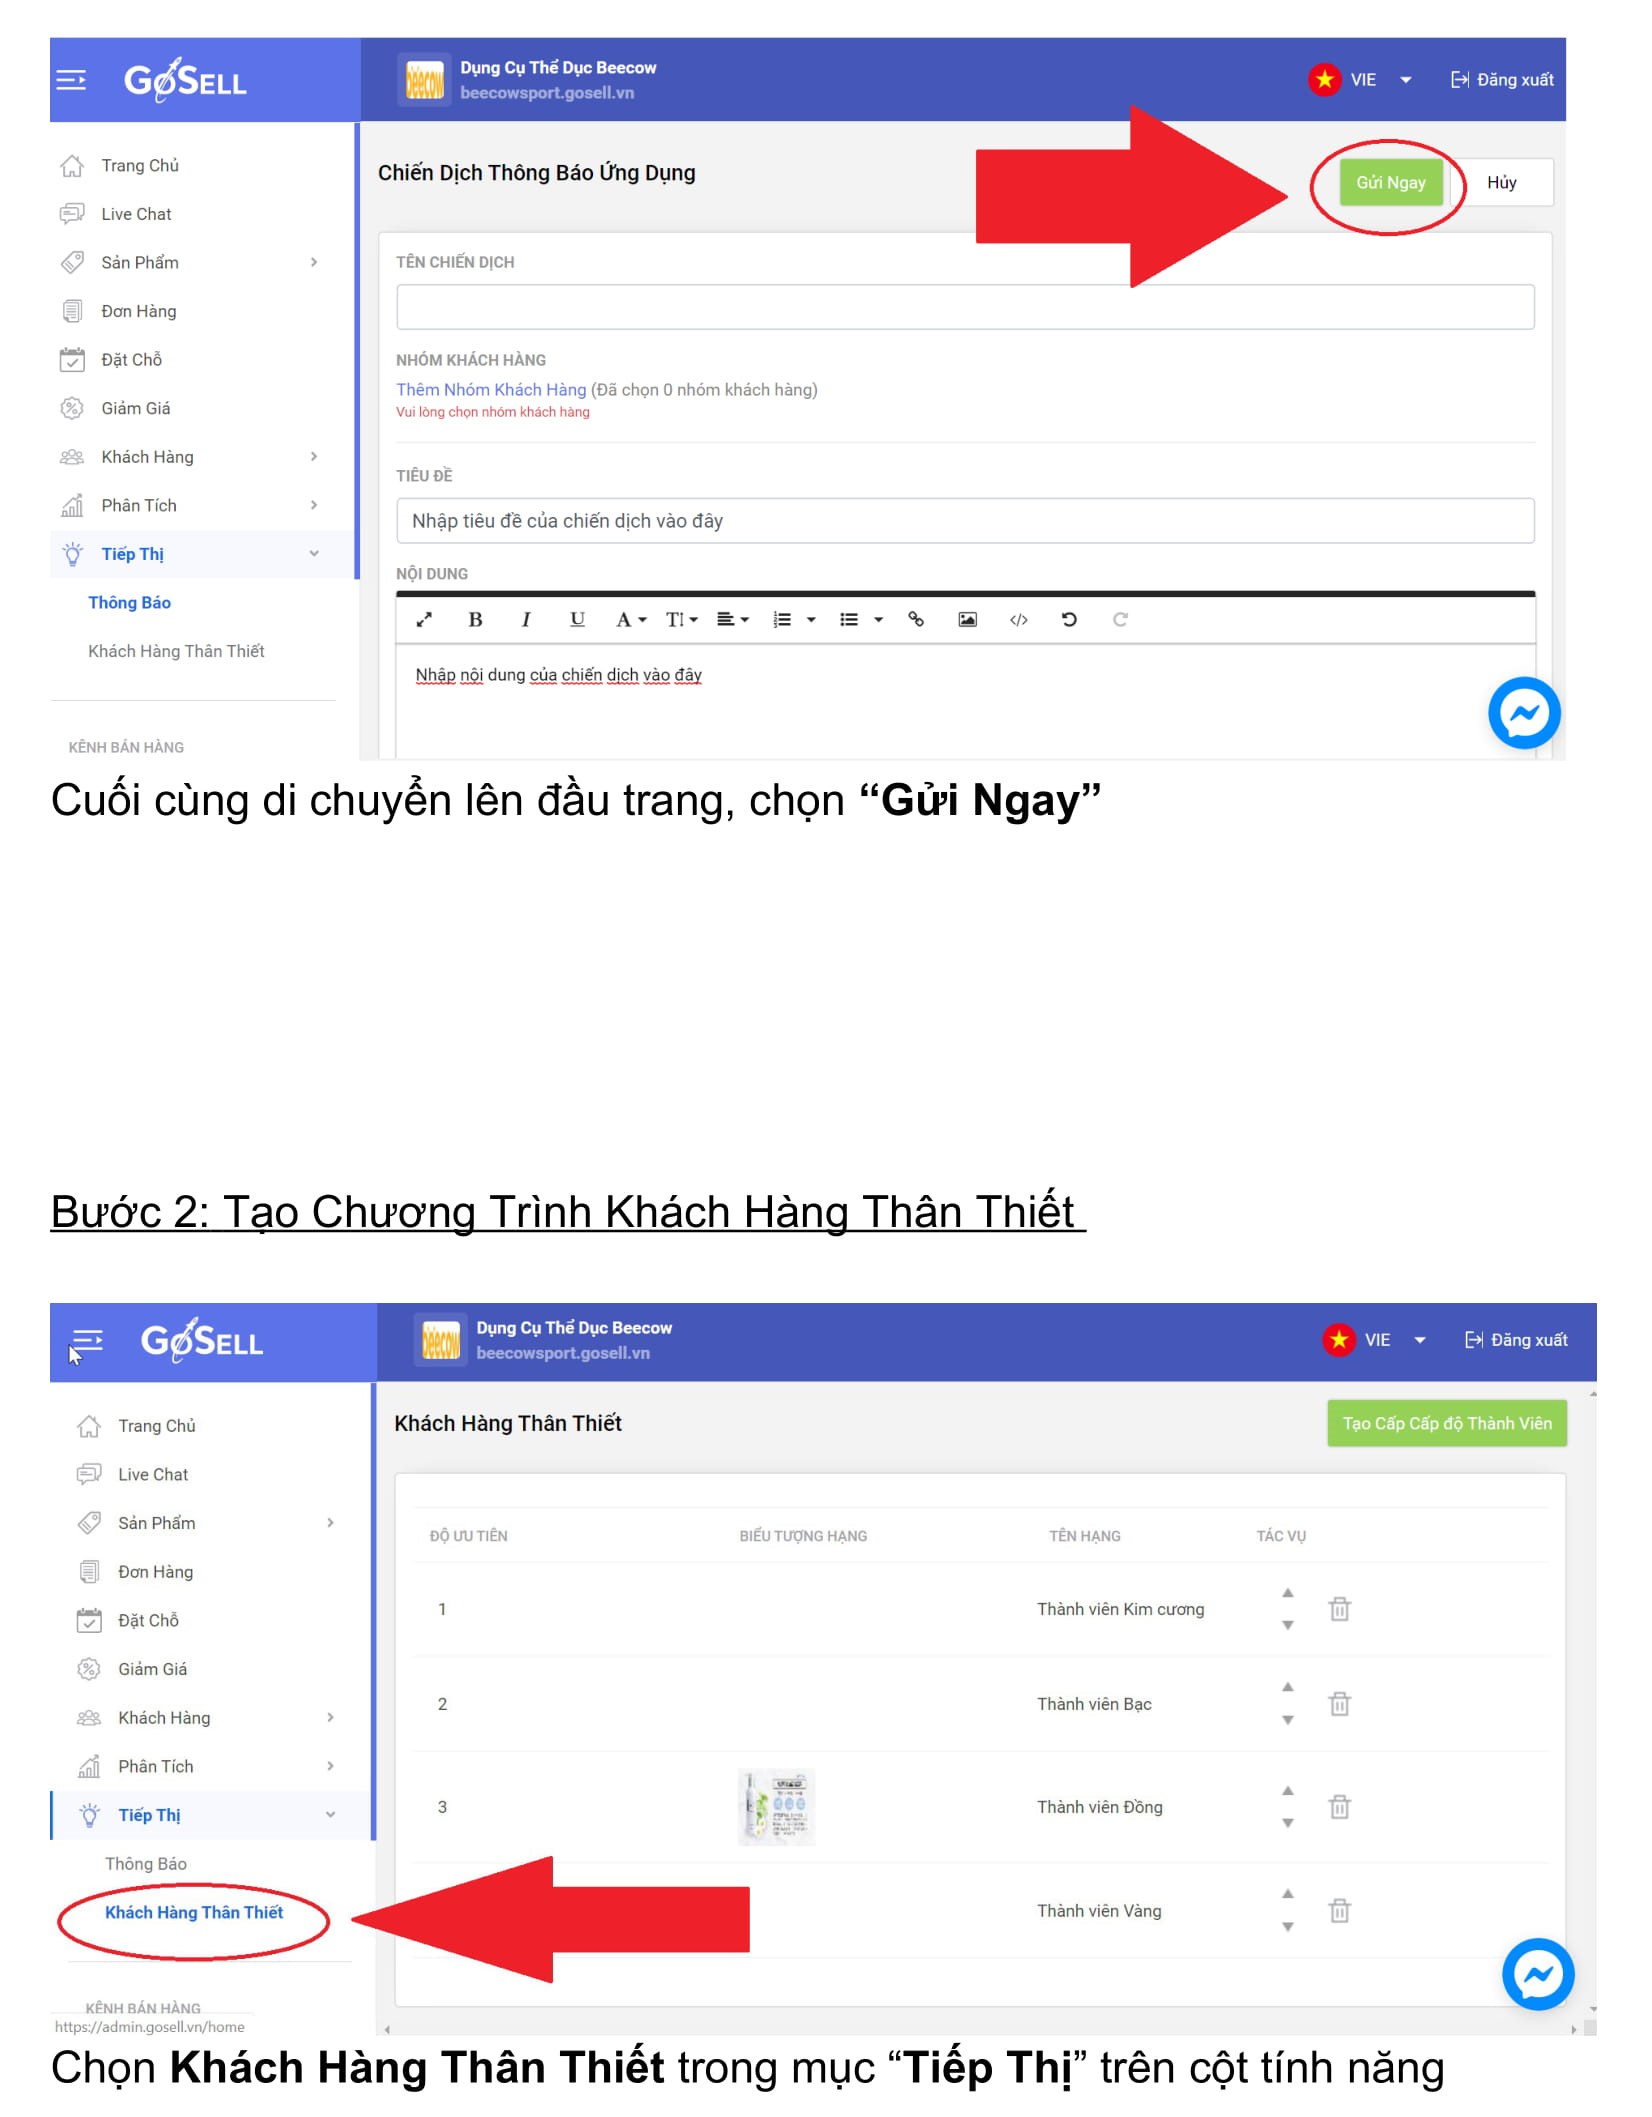 GoSELL
Dụng Cụ Thể Dục Beecow
beecowsport.gosell.vn
VIE
Đăng xuất
Trang Chủ
Live Chat
Sản Phẩm
Đơn Hàng
Đặt Chỗ
Giảm Giá
Khách Hàng
Phân Tích
Tiếp Thị
Thông Báo
Khách Hàng Thân Thiết
KÊNH BÁN HÀNG
Chiến Dịch Thông Báo Ứng Dụng
Gửi Ngay
Hủy
TÊN CHIẾN DỊCH
NHÓM KHÁCH HÀNG
Thêm Nhóm Khách Hàng (Đã chọn 0 nhóm khách hàng)
Vui lòng chọn nhóm khách hàng
TIÊU ĐỀ
Nhập tiêu đề của chiến dịch vào đây
NỘI DUNG
Nhập nội dung của chiến dịch vào đây
Cuối cùng di chuyển lên đầu trang, chọn “Gửi Ngay”
Bước 2: Tạo Chương Trình Khách Hàng Thân Thiết
GoSELL
Dụng Cụ Thể Dục Beecow
beecowsport.gosell.vn
VIE
Đăng xuất
Trang Chủ
Live Chat
Sản Phẩm
Đơn Hàng
Đặt Chỗ
Giảm Giá
Khách Hàng
Phân Tích
Tiếp Thị
Thông Báo
Khách Hàng Thân Thiết
KÊNH BÁN HÀNG
https://admin.gosell.vn/home
Khách Hàng Thân Thiết
Tạo Cấp Cấp độ Thành Viên
ĐỘ ƯU TIÊN BIỂU TƯỢNG HẠNG TÊN HẠNG TÁC VỤ
1 Thành viên Kim cương
2 Thành viên Bạc
3 Thành viên Đồng
Thành viên Vàng
Chọn Khách Hàng Thân Thiết trong mục “Tiếp Thị” trên cột tính năng